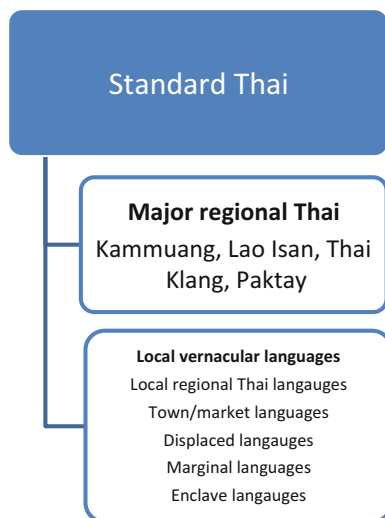 Standard Thai
Major regional Thai
Kammuang, Lao Isan, Thai
Klang, Paktay
Local vernacular languages
Local regional Thai langauges
Town/market languages
Displaced langauges
Marginal languages
Enclave langauges